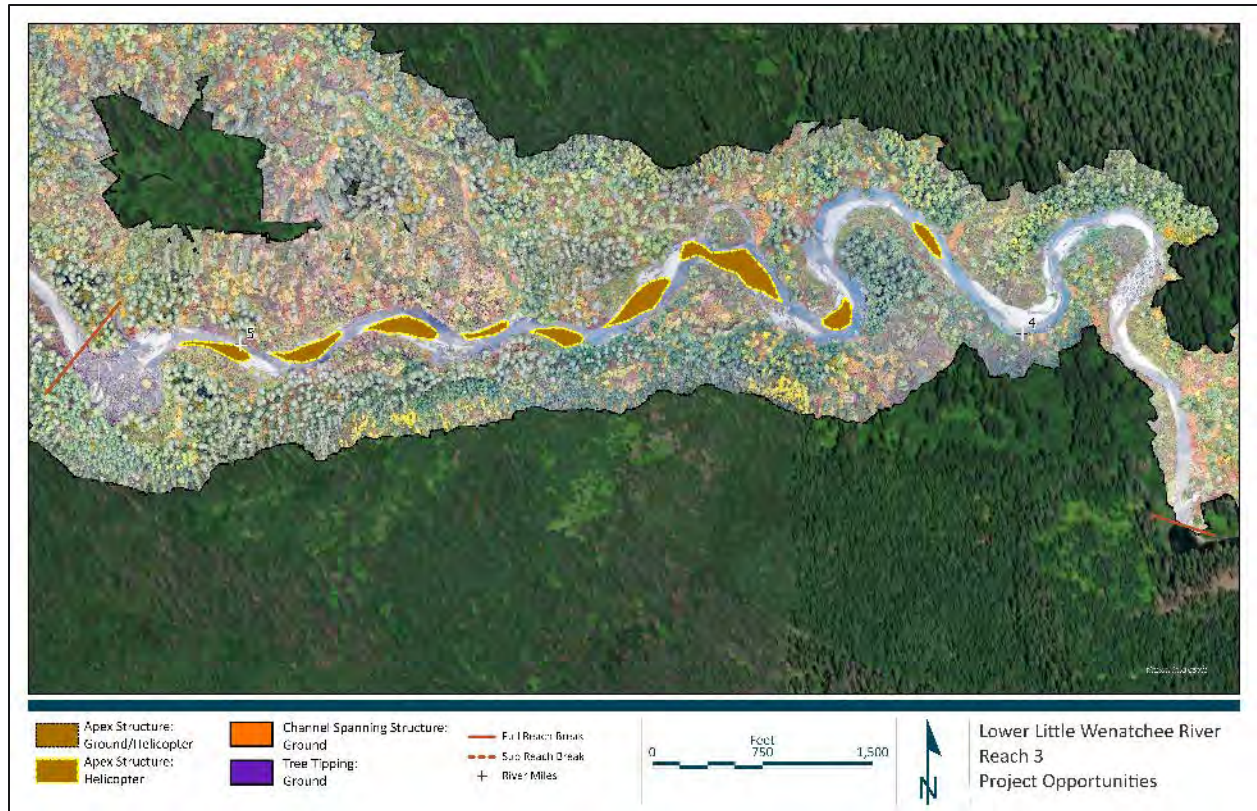 5
4
Apex Structure:
Ground/Helicopter
Apex Structure:
Helicopter
Channel Spanning Structure:
Ground
Tree Tipping:
Ground
Full Reach Break
Sub Reach Break
River Miles
Feet
0 750 1,500
N
Lower Little Wenatchee River
Reach 3
Project Opportunities